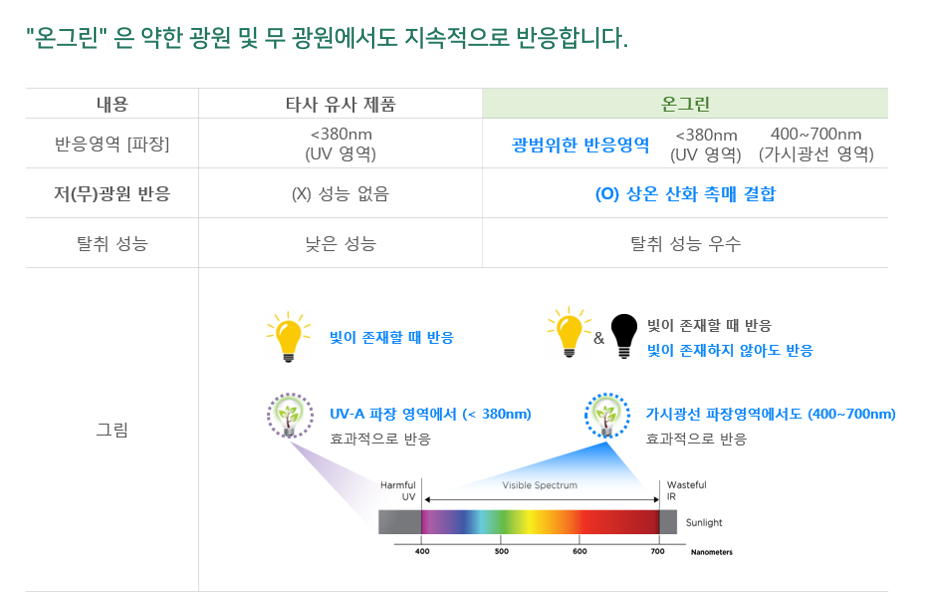 "온그린" 은 약한 광원 및 무 광원에서도 지속적으로 반응합니다.
내용 타사 유사 제품 온그린
반응영역 [파장] <380nm (UV 영역) 광범위한 반응영역 <380nm (UV 영역) 400~700nm (가시광선 영역)
저(무)광원 반응 (X) 성능 없음 (O) 상온 산화 촉매 결합
탈취 성능 낮은 성능 탈취 성능 우수
그림
빛이 존재할 때 반응
&
빛이 존재할 때 반응
빛이 존재하지 않아도 반응
UV-A 파장 영역에서 (< 380nm)
효과적으로 반응
가시광선 파장영역에서도 (400~700nm)
효과적으로 반응
Harmful
UV
Visible Spectrum
Wasteful
IR
Sunlight
400 500 600 700 Nanometers